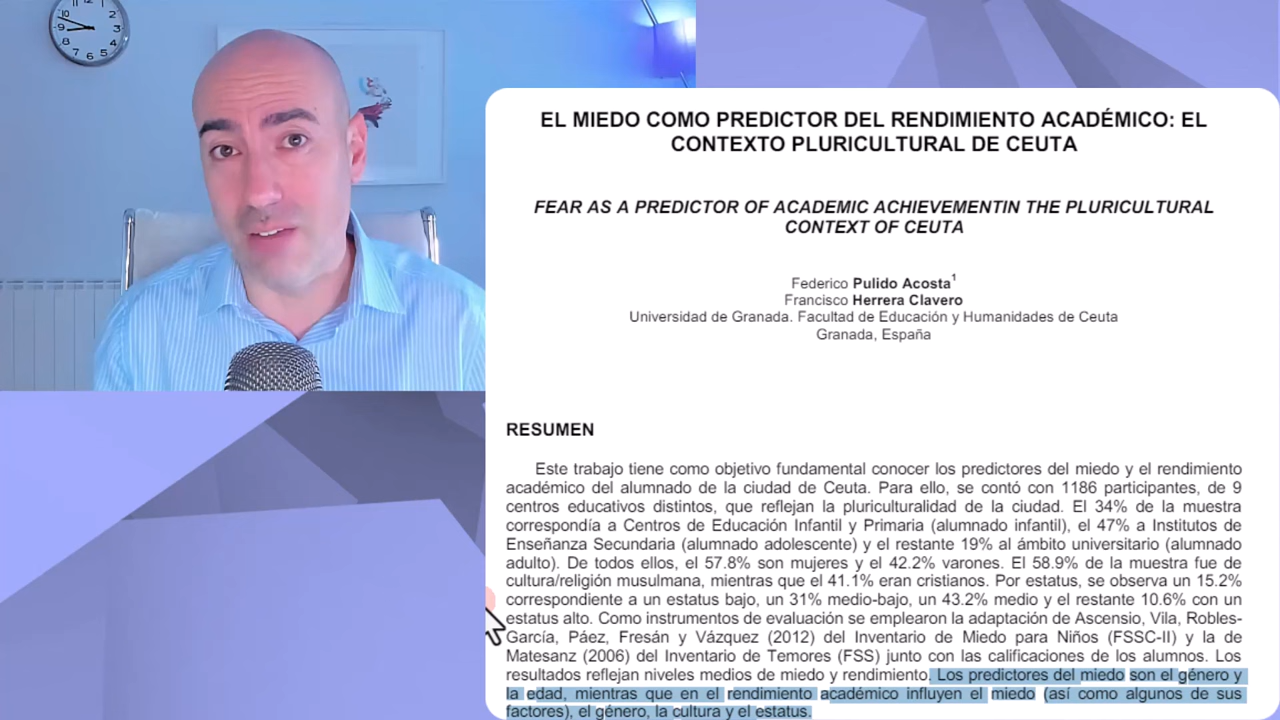 EL MIEDO COMO PREDICTOR DEL RENDIMIENTO ACADÉMICO: EL
CONTEXTO PLURICULTURAL DE CEUTA
FEAR AS A PREDICTOR OF ACADEMIC ACHIEVEMENTIN THE PLURICULTURAL
CONTEXT OF CEUTA
Federico Pulido Acosta1
Francisco Herrera Clavero
Universidad de Granada. Facultad de Educación y Humanidades de Ceuta
Granada, España
RESUMEN
Este trabajo tiene como objetivo fundamental conocer los predictores del miedo y el rendimiento
académico del alumnado de la ciudad de Ceuta. Para ello, se contó con 1186 participantes, de 9
centros educativos distintos, que reflejan la pluriculturalidad de la ciudad. El 34% de la muestra
correspondía a Centros de Educación Infantil y Primaria (alumnado infantil), el 47% a Institutos de
Enseñanza Secundaria (alumnado adolescente) y el restante 19% al ámbito universitario (alumnado
adulto). De todos ellos, el 57.8% son mujeres y el 42.2% varones. El 58.9% de la muestra fue de
cultura/religión musulmana, mientras que el 41.1% eran cristianos. Por estatus, se observa un 15.2%
correspondiente a un estatus bajo, un 31% medio-bajo, un 43.2% medio y el restante 10.6% con un
estatus alto. Como instrumentos de evaluación se emplearon la adaptación de Ascensio, Vila, Robles-
García, Páez, Fresán y Vázquez (2012) del Inventario de Miedo para Niños (FSSC-II) y la de
Matesanz (2006) del Inventario de Temores (FSS) junto con las calificaciones de los alumnos. Los
resultados reflejan niveles medios de miedo y rendimiento. Los predictores del miedo son el género y
la edad, mientras que en el rendimiento académico influyen el miedo (así como algunos de sus
factores), el género, la cultura y el estatus.